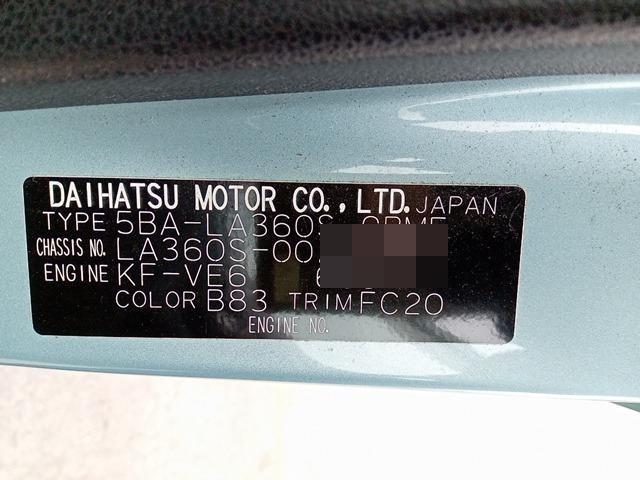 DAIHATSU MOTOR CO., LTD. JAPAN
TYPE 5BA-LA360S-
CHASSIS NO. LA360S-00
ENGINE KF-VE6
COLOR B83 TRIM FC20
ENGINE NO.